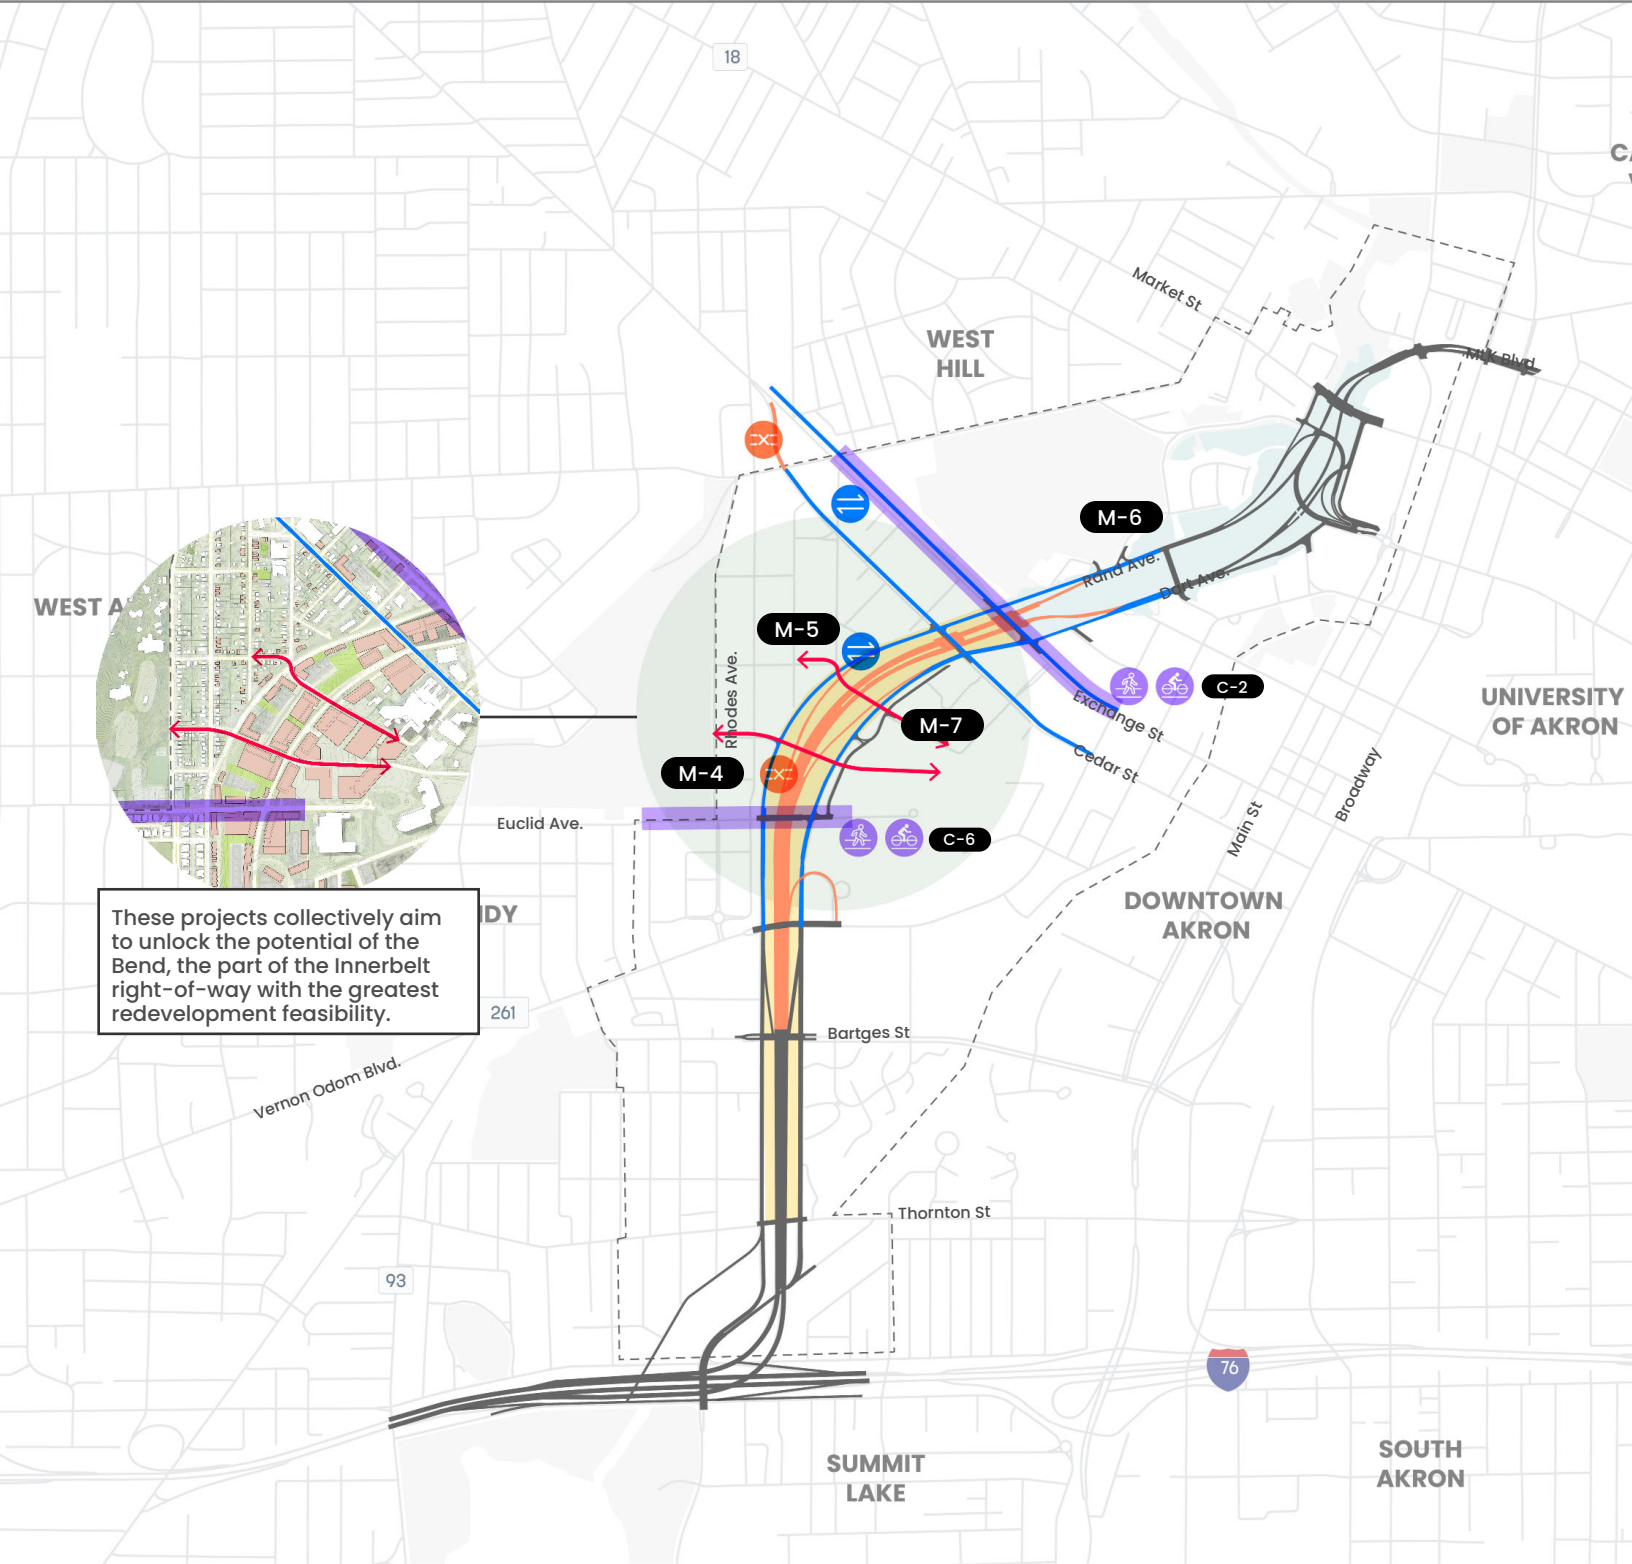 18
Market St
WEST
HILL
MLK Blvd
M-6
Rand Ave.
Dart Ave.
WEST A
M-5
Rhodes Ave.
C-2
Exchange St
UNIVERSITY
OF AKRON
M-7
Cedar St
M-4
Broadway
Main St
Euclid Ave.
C-6
DOWNTOWN
AKRON
IDY
These projects collectively aim
to unlock the potential of the
Bend, the part of the Innerbelt
right-of-way with the greatest
redevelopment feasibility.
261
Bartges St
Vernon Odom Blvd.
Thornton St
93
76
SUMMIT
LAKE
SOUTH
AKRON